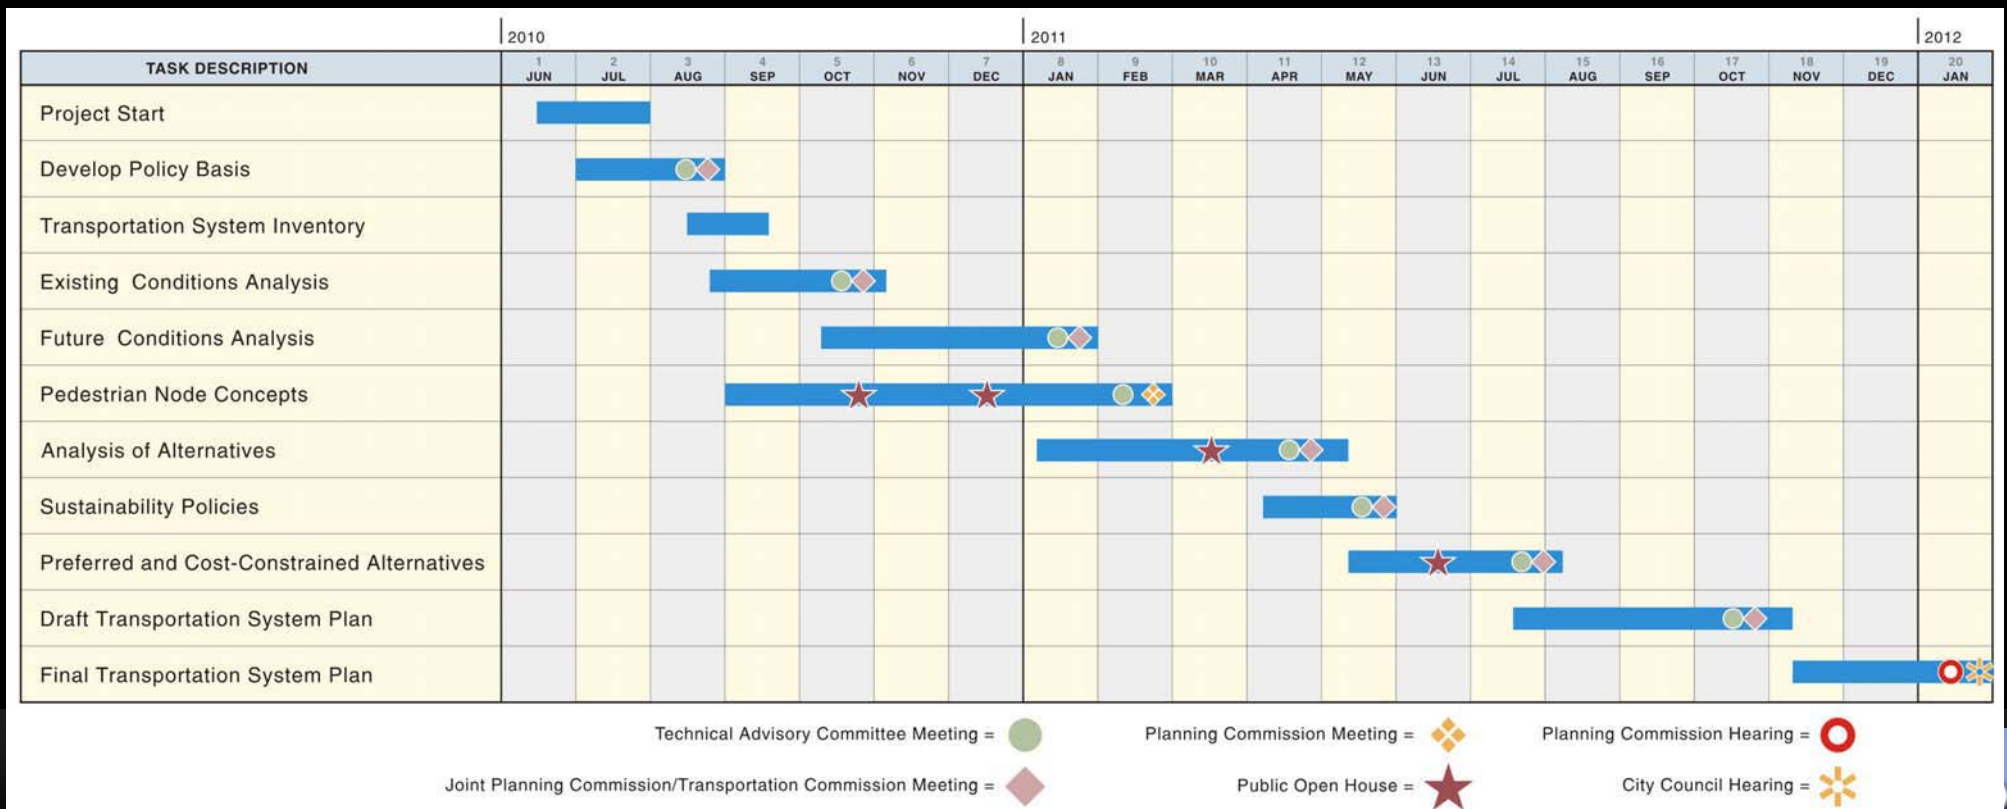 2010 2011 2012
TASK DESCRIPTION
1 2 3 4 5 6 7 8 9 10 11 12 13 14 15 16 17 18 19 20
JUN JUL AUG SEP OCT NOV DEC JAN FEB MAR APR MAY JUN JUL AUG SEP OCT NOV DEC JAN
Project Start
Develop Policy Basis
Transportation System Inventory
Existing Conditions Analysis
Future Conditions Analysis
Pedestrian Node Concepts
Analysis of Alternatives
Sustainability Policies
Preferred and Cost-Constrained Alternatives
Draft Transportation System Plan
Final Transportation System Plan
Technical Advisory Committee Meeting = Planning Commission Meeting = Planning Commission Hearing =
Joint Planning Commission/Transportation Commission Meeting = Public Open House = City Council Hearing =